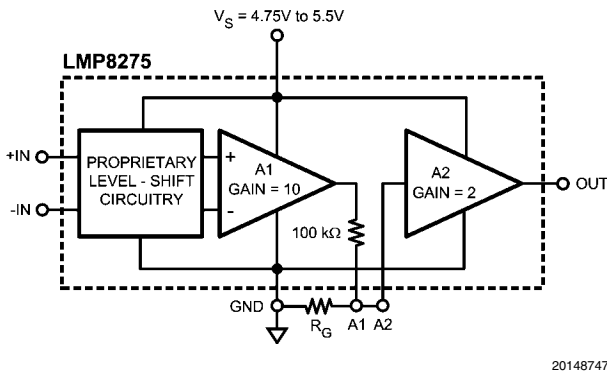 V_S = 4.75V to 5.5V
LMP8275
+IN
-IN
PROPRIETARY
LEVEL - SHIFT
CIRCUITRY
+
-
A1
GAIN = 10
A2
GAIN = 2
OUT
100 kΩ
GND
R_G
A1
A2
20148747